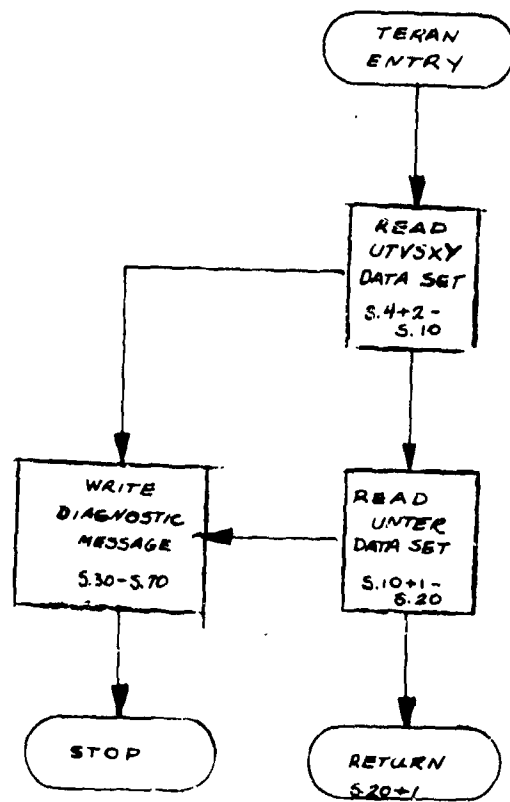 TERAN
ENTRY
READ
UTVSXY
DATA SET
S.4+2-
S.10
WRITE
DIAGNOSTIC
MESSAGE
S.30-S.70
READ
UNTER
DATA SET
S.10+1-
S.20
STOP
RETURN
S.20+1